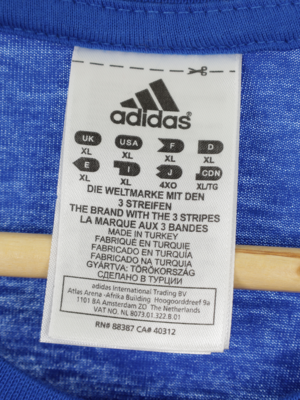 adidas®
UK USA F D
XL XL XL XL
E I J CDN
XL XL 4XO XL/TG
DIE WELTMARKE MIT DEN
3 STREIFEN
THE BRAND WITH THE 3 STRIPES
LA MARQUE AUX 3 BANDES
MADE IN TURKEY
FABRIQUÉ EN TURQUIE
FABRICADO EN TURQUÍA
FABRICADO NA TURQUIA
GYÁRTVA: TÖRÖKORSZÁG
СДЕЛАНО В ТУРЦИИ
adidas International Trading BV
Atlas Arena -Afrika Building Hoogoorddreef 9a
1101 BA Amsterdam ZO The Netherlands
VAT NO. NL 8073.01.322.B.01
RN# 88387 CA# 40312